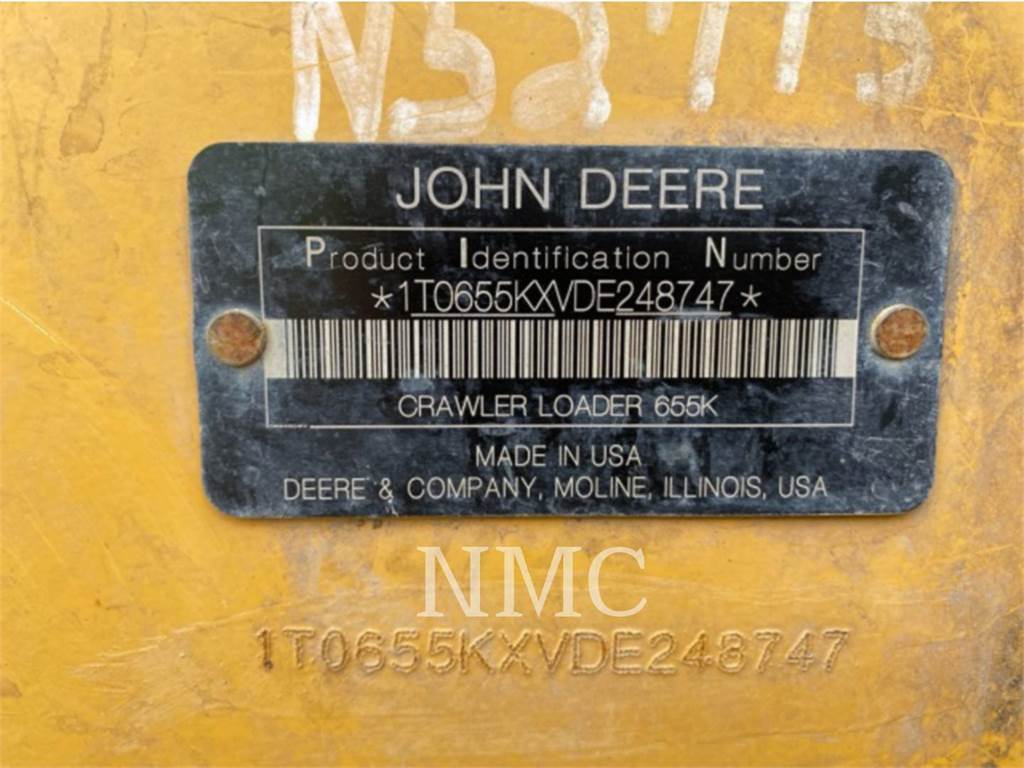 JOHN DEERE
Product Identification Number
*1T0655KXVDE248747*
CRAWLER LOADER 655K
MADE IN USA
DEERE & COMPANY, MOLINE, ILLINOIS, USA
NMC
1T0655KXVDE248747